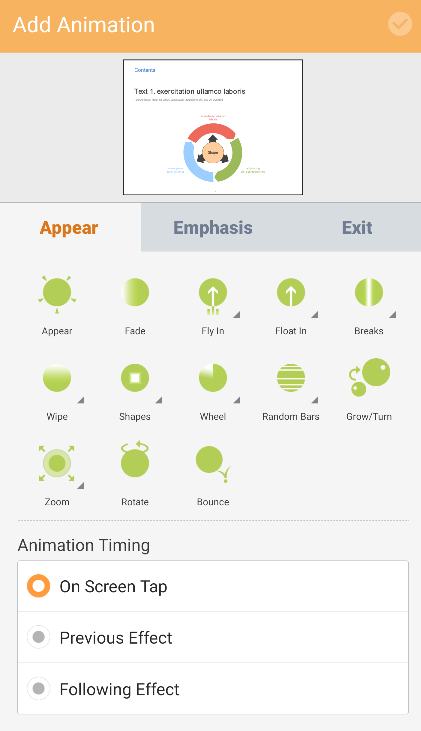 Add Animation
Contents
Text 1. exercitation ullamco laboris
Shape
Appear Emphasis Exit
Appear Fade Fly In Float In Breaks
Wipe Shapes Wheel Random Bars Grow/Turn
Zoom Rotate Bounce
Animation Timing
On Screen Tap
Previous Effect
Following Effect